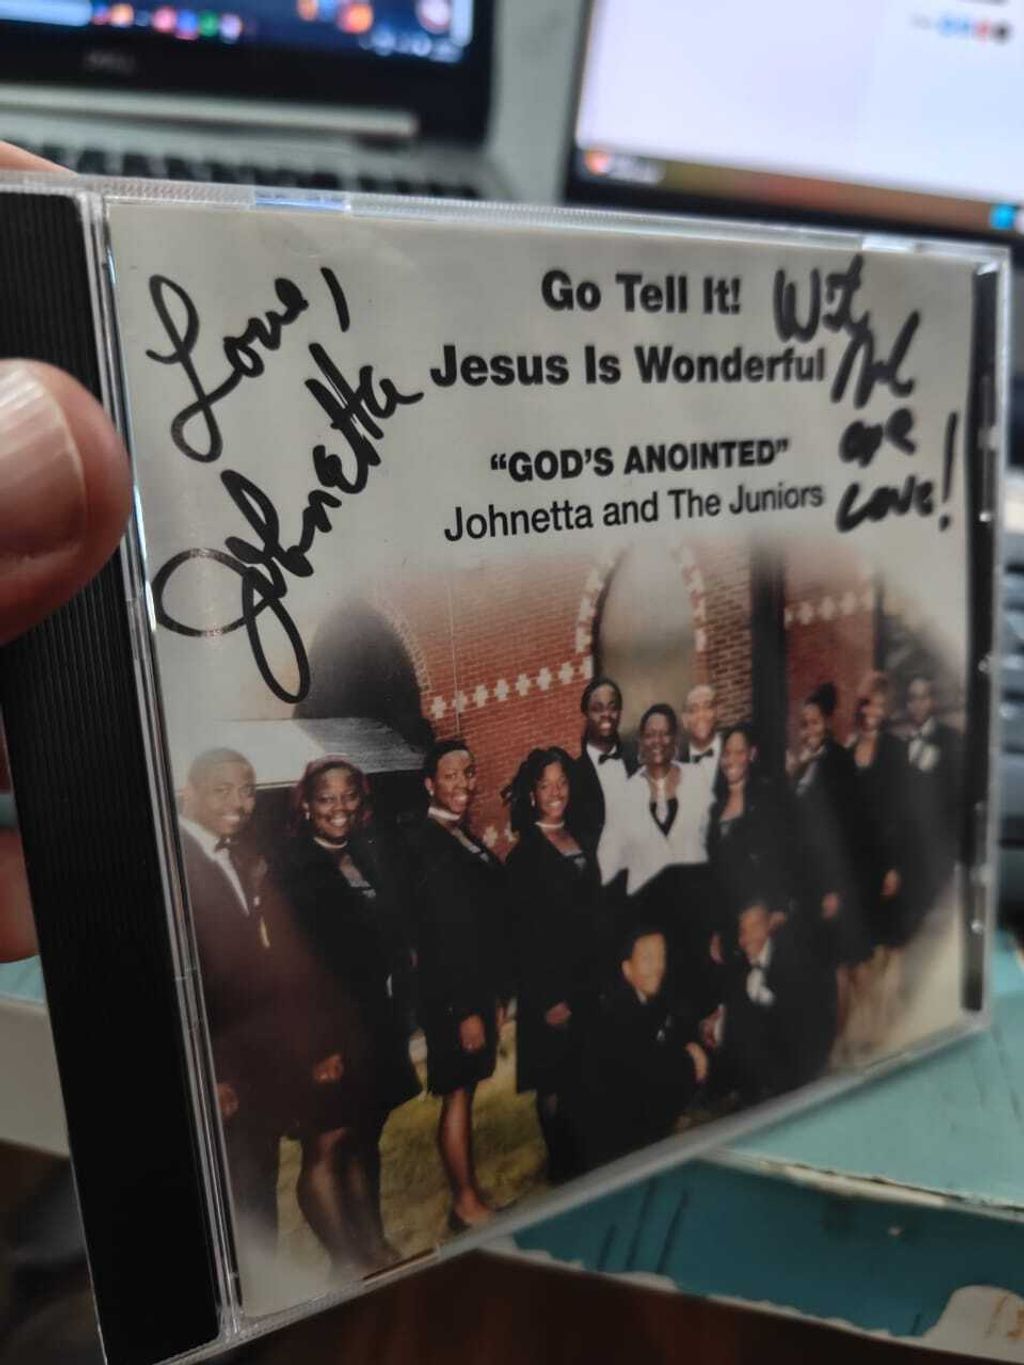 Love,
Johnetta
Go Tell It!
Jesus Is Wonderful
"GOD'S ANOINTED"
Johnetta and The Juniors
are
Love!